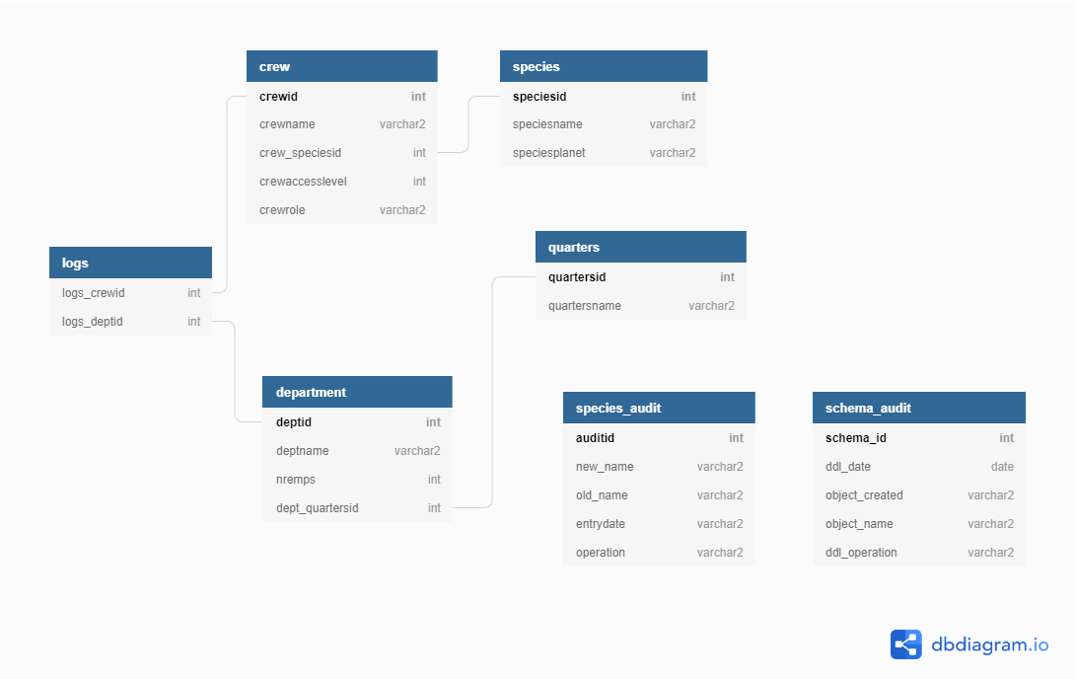 crew
crewid int
crewname varchar2
crew_speciesid int
crewaccesslevel int
crewrole varchar2
species
speciesid int
speciesname varchar2
speciesplanet varchar2
logs
logs_crewid int
logs_deptid int
quarters
quartersid int
quartersname varchar2
department
deptid int
deptname varchar2
nremps int
dept_quartersid int
species_audit
auditid int
new_name varchar2
old_name varchar2
entrydate varchar2
operation varchar2
schema_audit
schema_id int
ddl_date date
object_created varchar2
object_name varchar2
ddl_operation varchar2
dbdiagram.io